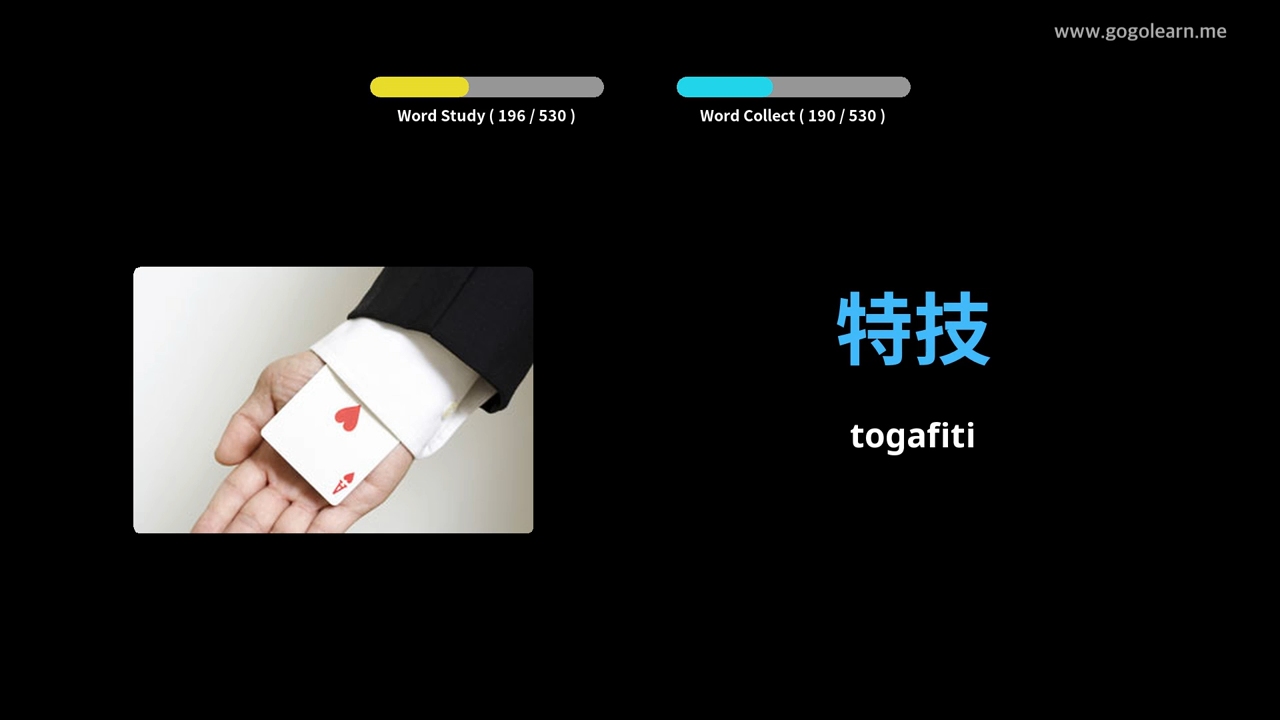 www.gogolearn.me
Word Study ( 196 / 530 )
Word Collect ( 190 / 530 )
特技
togafiti
A